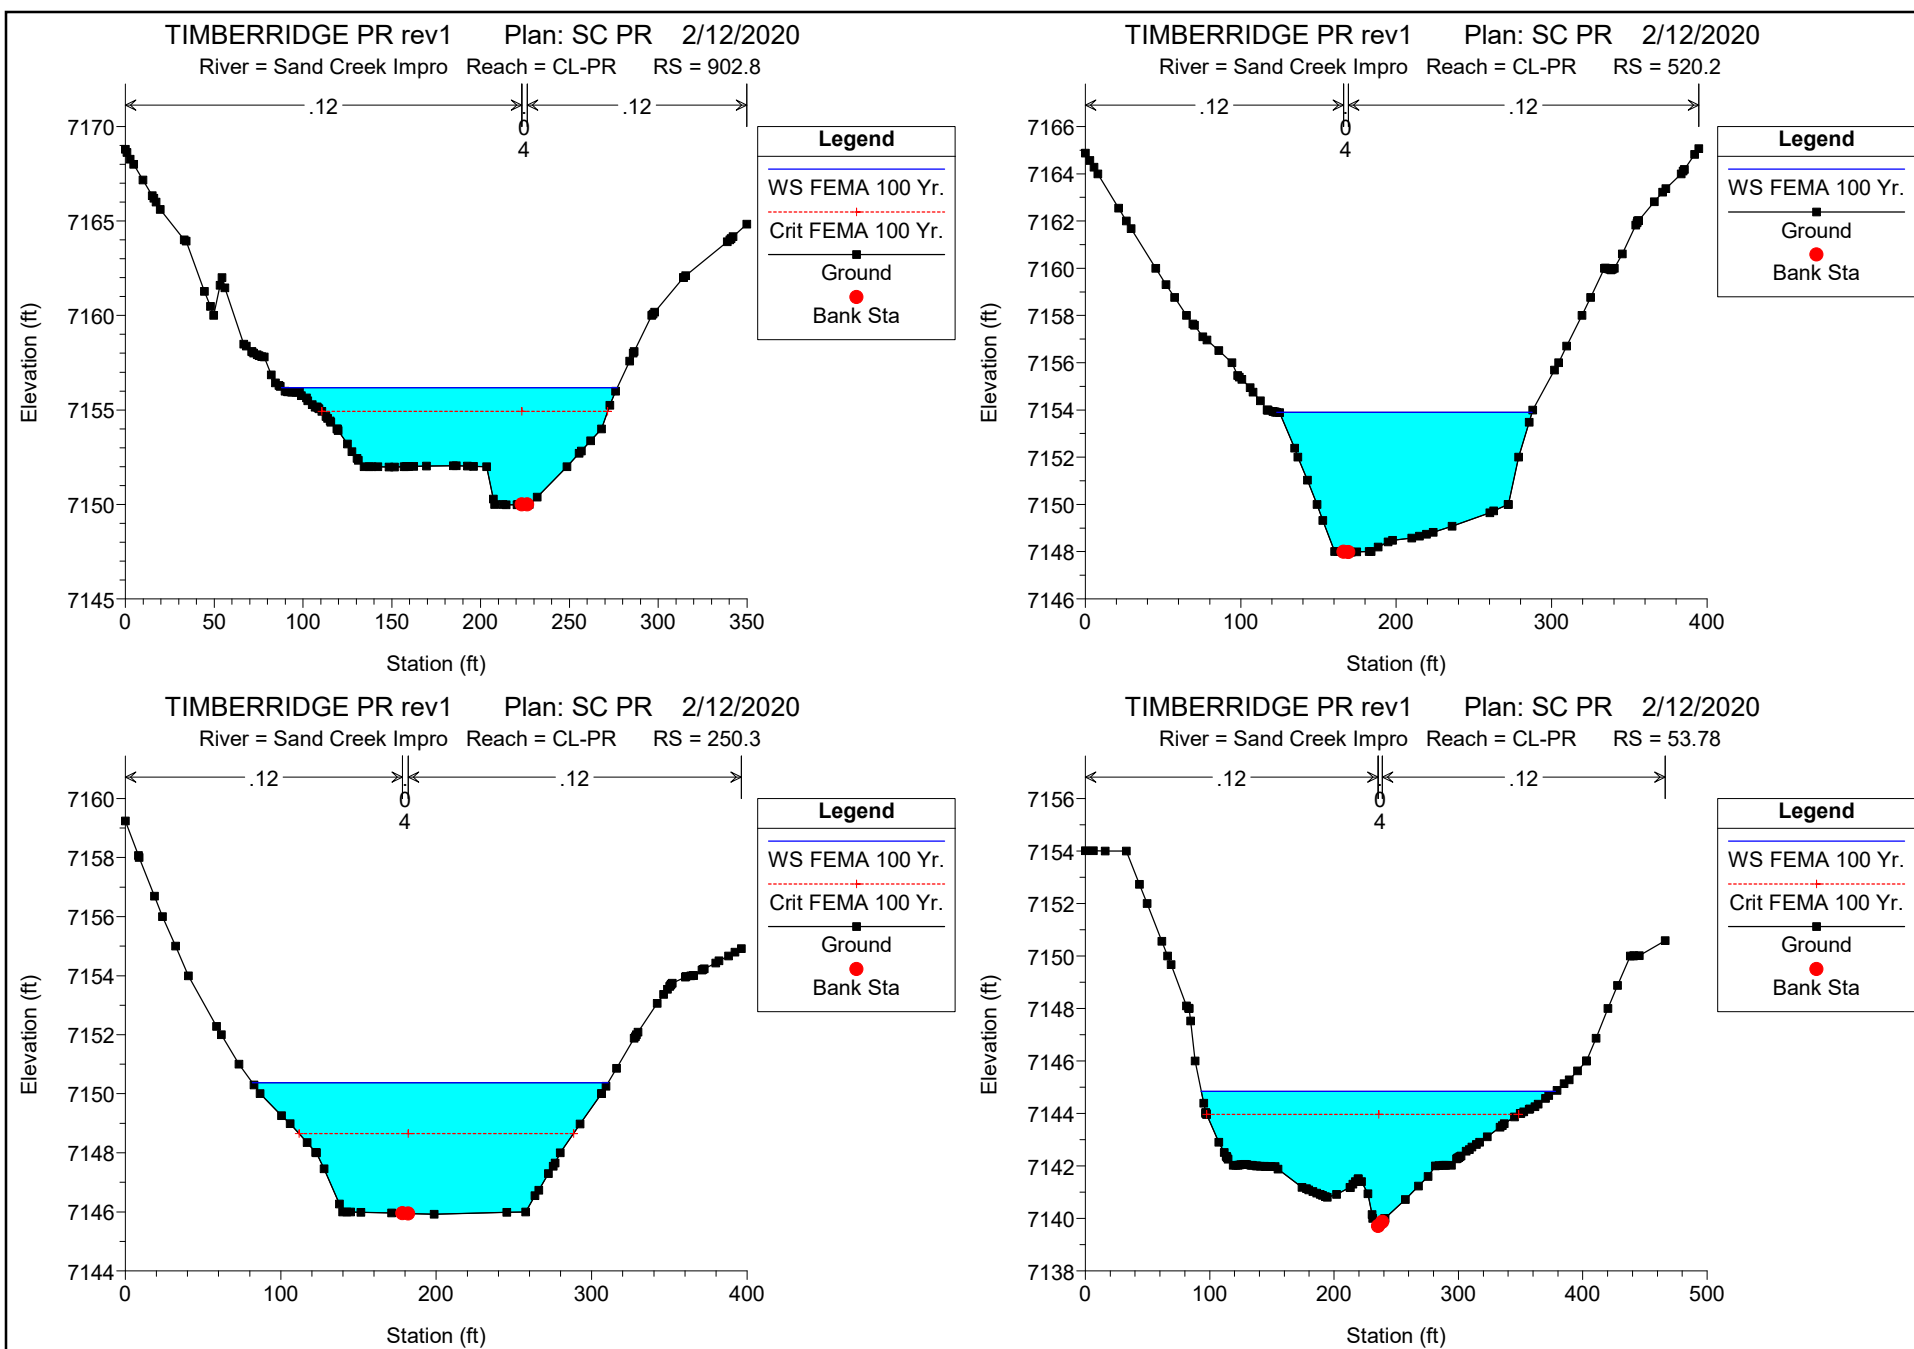 TIMBERRIDGE PR rev1 Plan: SC PR 2/12/2020
River = Sand Creek Impro Reach = CL-PR RS = 902.8
.12 .04 .12
7170
7165
7160
7155
7150
7145
Elevation (ft)
0 50 100 150 200 250 300 350
Station (ft)
Legend
WS FEMA 100 Yr.
Crit FEMA 100 Yr.
Ground
Bank Sta
TIMBERRIDGE PR rev1 Plan: SC PR 2/12/2020
River = Sand Creek Impro Reach = CL-PR RS = 520.2
.12 .04 .12
7166
7164
7162
7160
7158
7156
7154
7152
7150
7148
7146
Elevation (ft)
0 100 200 300 400
Station (ft)
Legend
WS FEMA 100 Yr.
Ground
Bank Sta
TIMBERRIDGE PR rev1 Plan: SC PR 2/12/2020
River = Sand Creek Impro Reach = CL-PR RS = 250.3
.12 .04 .12
7160
7158
7156
7154
7152
7150
7148
7146
7144
Elevation (ft)
0 100 200 300 400
Station (ft)
Legend
WS FEMA 100 Yr.
Crit FEMA 100 Yr.
Ground
Bank Sta
TIMBERRIDGE PR rev1 Plan: SC PR 2/12/2020
River = Sand Creek Impro Reach = CL-PR RS = 53.78
.12 .04 .12
7156
7154
7152
7150
7148
7146
7144
7142
7140
7138
Elevation (ft)
0 100 200 300 400 500
Station (ft)
Legend
WS FEMA 100 Yr.
Crit FEMA 100 Yr.
Ground
Bank Sta